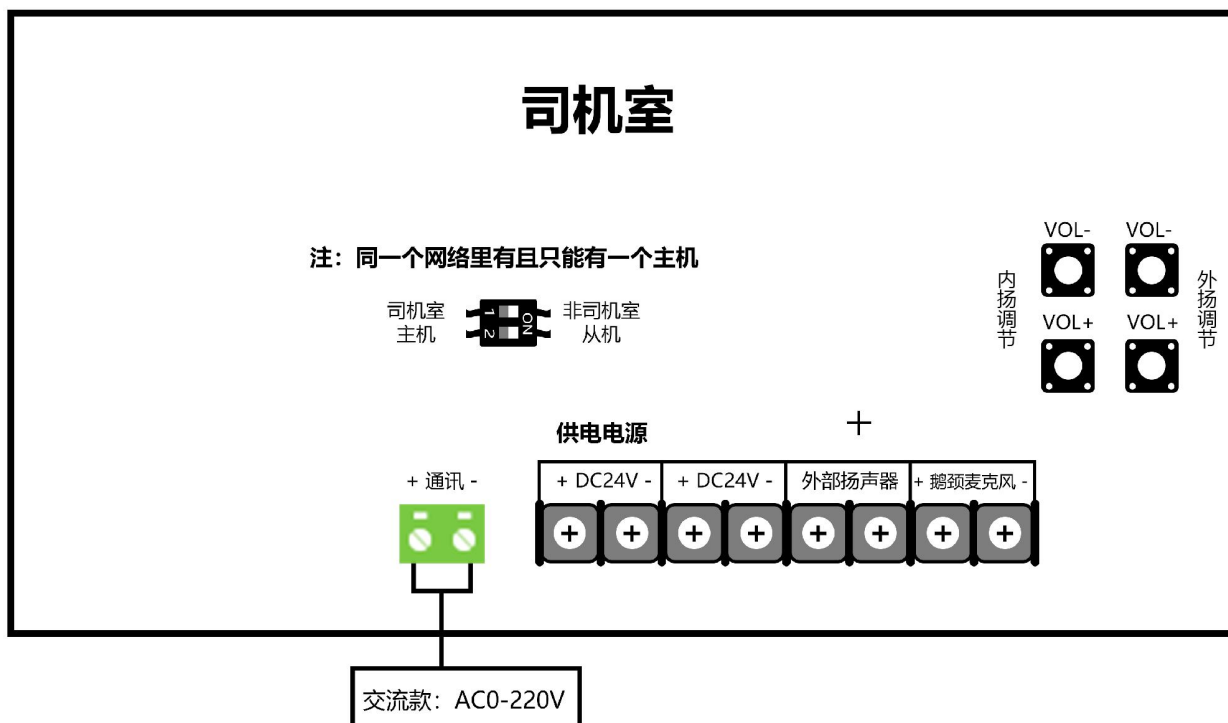 司机室
注：同一个网络里有且只能有一个主机
司机室
主机
1
2
ON
非司机室
从机
VOL-
VOL-
内扬调节
VOL+
VOL+
外扬调节
供电电源
+ 通讯 -
+ DC24V -
+ DC24V -
外部扬声器
+ 鹅颈麦克风 -
交流款：AC0-220V